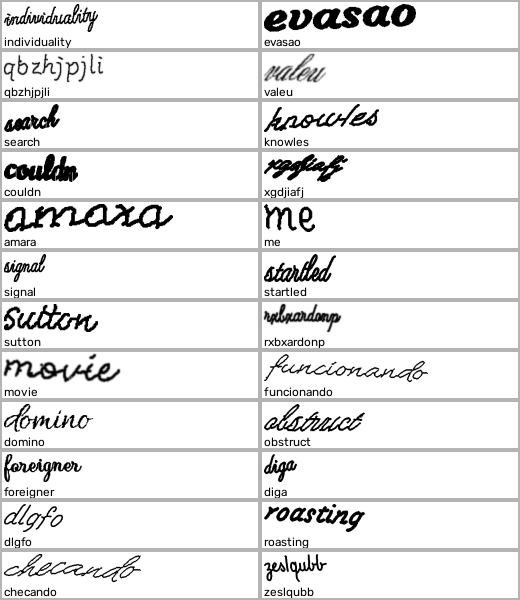 individuality evasao
individuality evasao
qbzhjpjli valeu
qbzhjpjli valeu
search knowles
search knowles
couldn xgdjiafj
couldn xgdjiafj
amara me
amara me
signal startled
signal startled
sutton rxbxardonp
sutton rxbxardonp
movie funcionando
movie funcionando
domino obstruct
domino obstruct
foreigner diga
foreigner diga
dlgfo roasting
dlgfo roasting
checando zeslqubb
checando zeslqubb